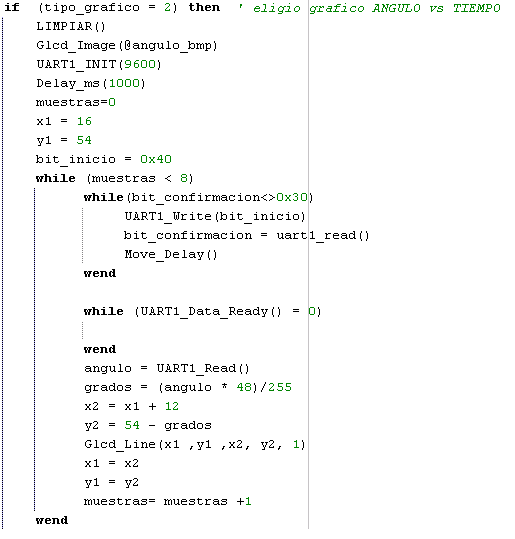 if (tipo_grafico = 2) then ' eligio grafico ANGULO vs TIEMPO
LIMPIAR()
Glcd_Image(@angulo_bmp)
UART1_INIT(9600)
Delay_ms(1000)
muestras=0
x1 = 16
y1 = 54
bit_inicio = 0x40
while (muestras < 8)
while(bit_confirmacion<>0x30)
UART1_Write(bit_inicio)
bit_confirmacion = uart1_read()
Move_Delay()
wend
while (UART1_Data_Ready() = 0)
wend
angulo = UART1_Read()
grados = (angulo * 48)/255
x2 = x1 + 12
y2 = 54 - grados
Glcd_Line(x1 ,y1 ,x2, y2, 1)
x1 = x2
y1 = y2
muestras= muestras +1
wend